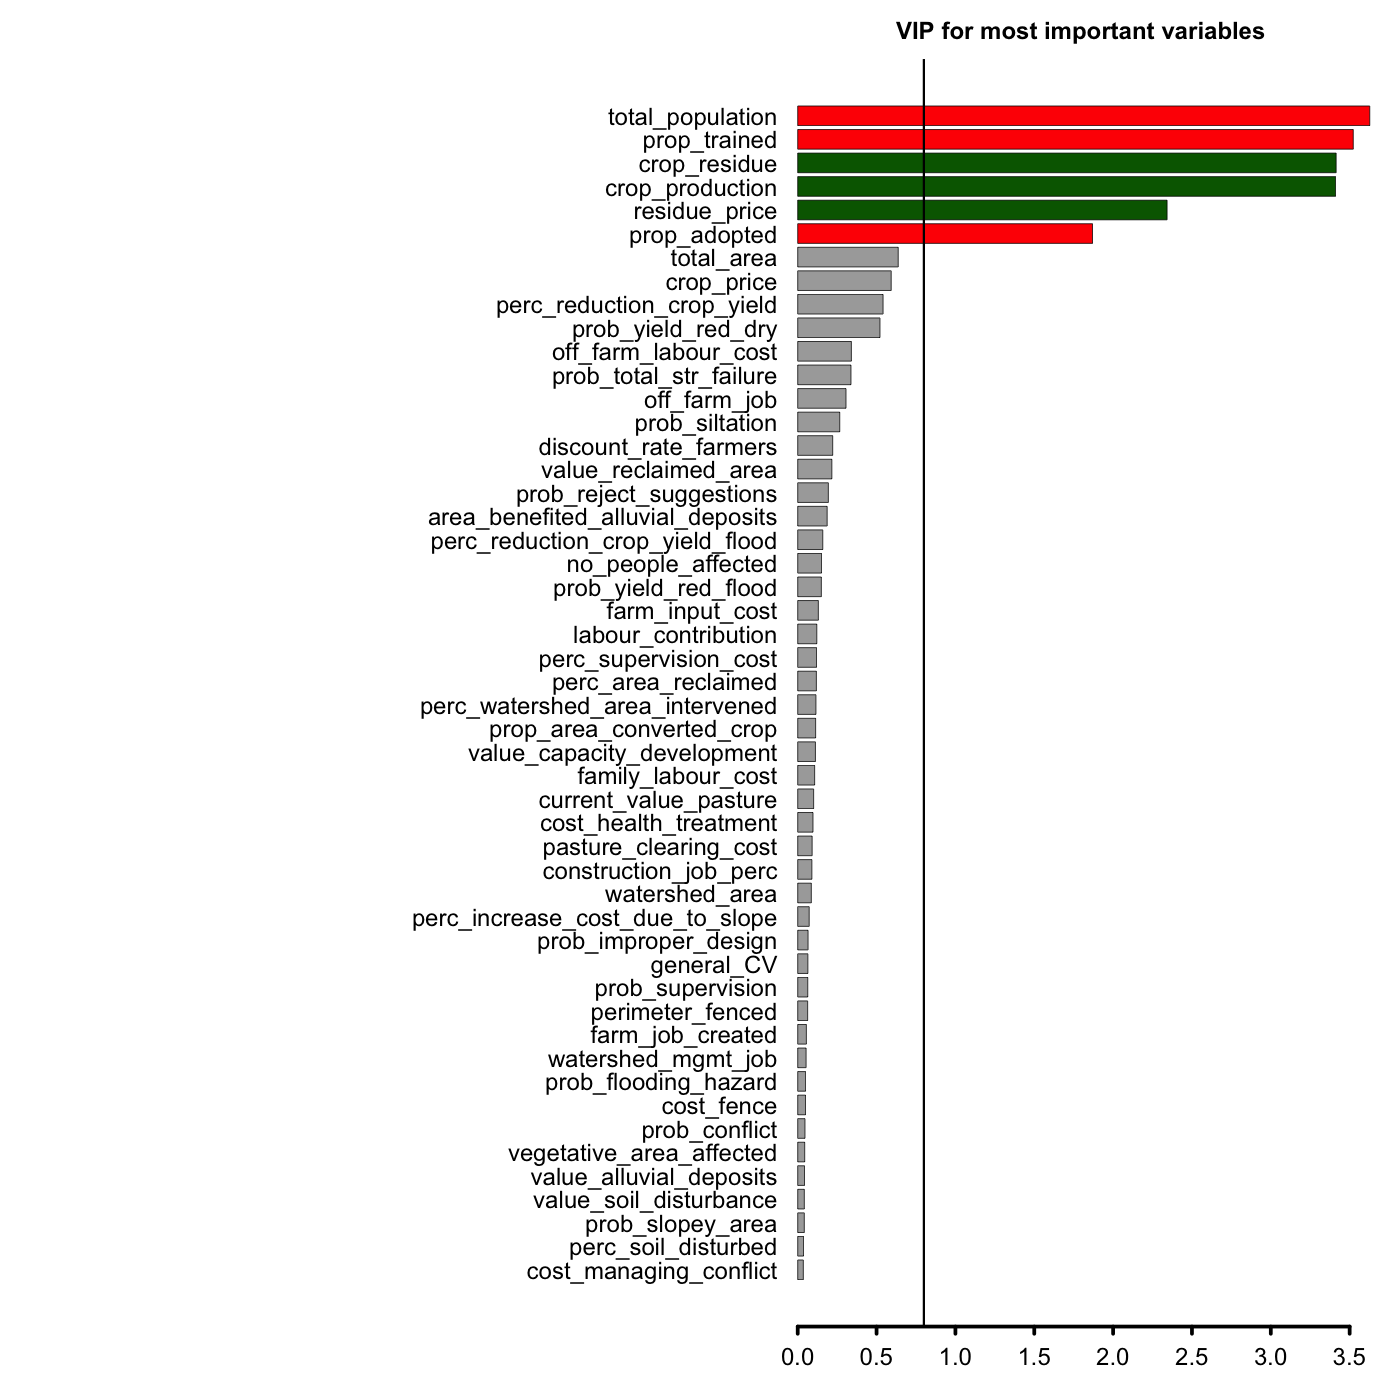 VIP for most important variables
total_population
prop_trained
crop_residue
crop_production
residue_price
prop_adopted
total_area
crop_price
perc_reduction_crop_yield
prob_yield_red_dry
off_farm_labour_cost
prob_total_str_failure
off_farm_job
prob_siltation
discount_rate_farmers
value_reclaimed_area
prob_reject_suggestions
area_benefited_alluvial_deposits
perc_reduction_crop_yield_flood
no_people_affected
prob_yield_red_flood
farm_input_cost
labour_contribution
perc_supervision_cost
perc_area_reclaimed
perc_watershed_area_intervened
prop_area_converted_crop
value_capacity_development
family_labour_cost
current_value_pasture
cost_health_treatment
pasture_clearing_cost
construction_job_perc
watershed_area
perc_increase_cost_due_to_slope
prob_improper_design
general_CV
prob_supervision
perimeter_fenced
farm_job_created
watershed_mgmt_job
prob_flooding_hazard
cost_fence
prob_conflict
vegetative_area_affected
value_alluvial_deposits
value_soil_disturbance
prob_slopey_area
perc_soil_disturbed
cost_managing_conflict
0.0 0.5 1.0 1.5 2.0 2.5 3.0 3.5